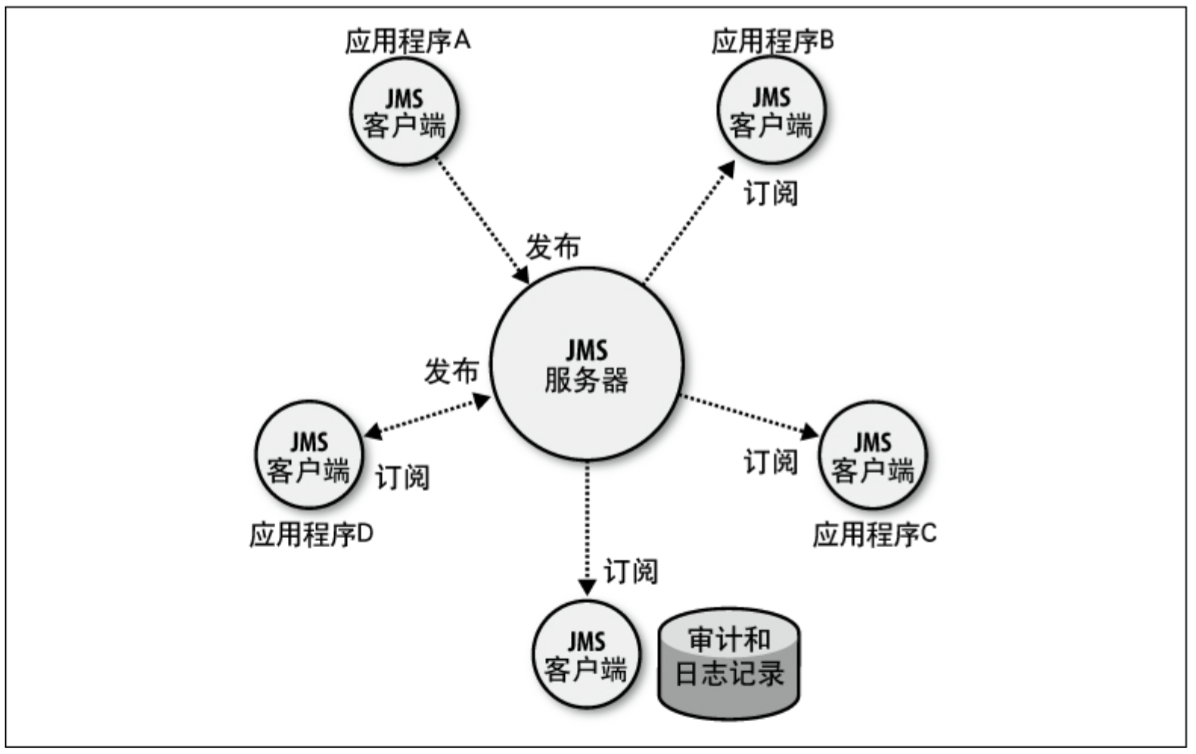 应用程序A
JMS
客户端
应用程序B
JMS
客户端
订阅
发布
JMS
服务器
发布
JMS
客户端
订阅
应用程序D
订阅
JMS
客户端
应用程序C
订阅
JMS
客户端
审计和
日志记录